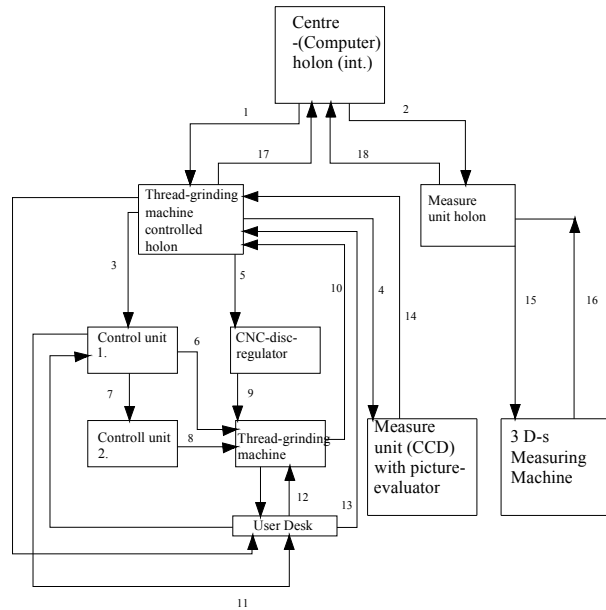 Centre
-(Computer)
holon (int.)
1
2
17
18
Thread-grinding
machine
controlled
holon
Measure
unit holon
3
5
10
4
14
15
16
Control unit
1.
6
CNC-disc-
regulator
7
9
Controll unit
2.
8
Thread-grinding
machine
Measure
unit (CCD)
with picture-
evaluator
3 D-s
Measuring
Machine
12
13
User Desk
11